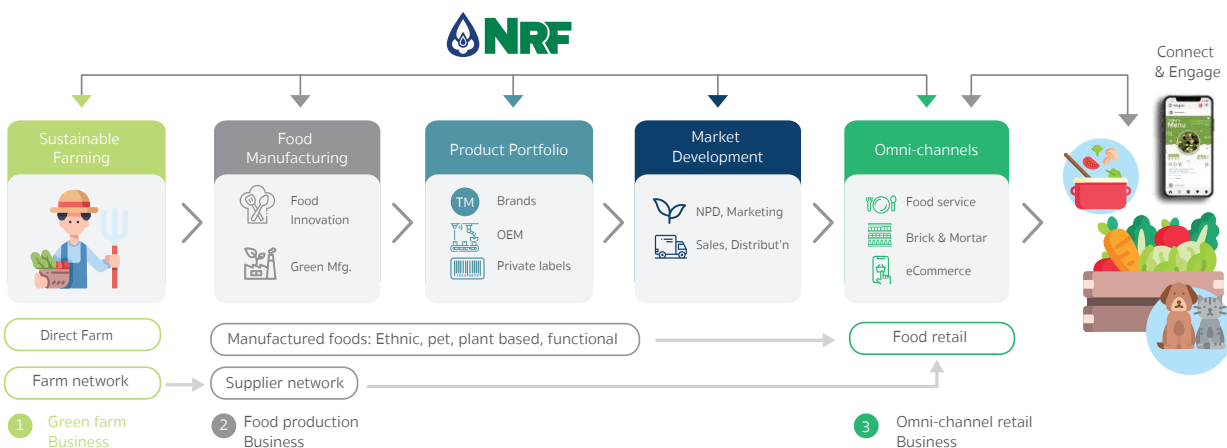 NRF
Connect
& Engage
Menu
Sustainable
Farming
Food
Manufacturing
Product Portfolio
Market
Development
Omni-channels
Food
Innovation
Green Mfg.
TM
Brands
OEM
Private labels
NPD, Marketing
Sales, Distribut'n
Food service
Brick & Mortar
eCommerce
Direct Farm
Manufactured foods: Ethnic, pet, plant based, functional
Food retail
Farm network
Supplier network
1
Green farm
Business
2
Food production
Business
3
Omni-channel retail
Business